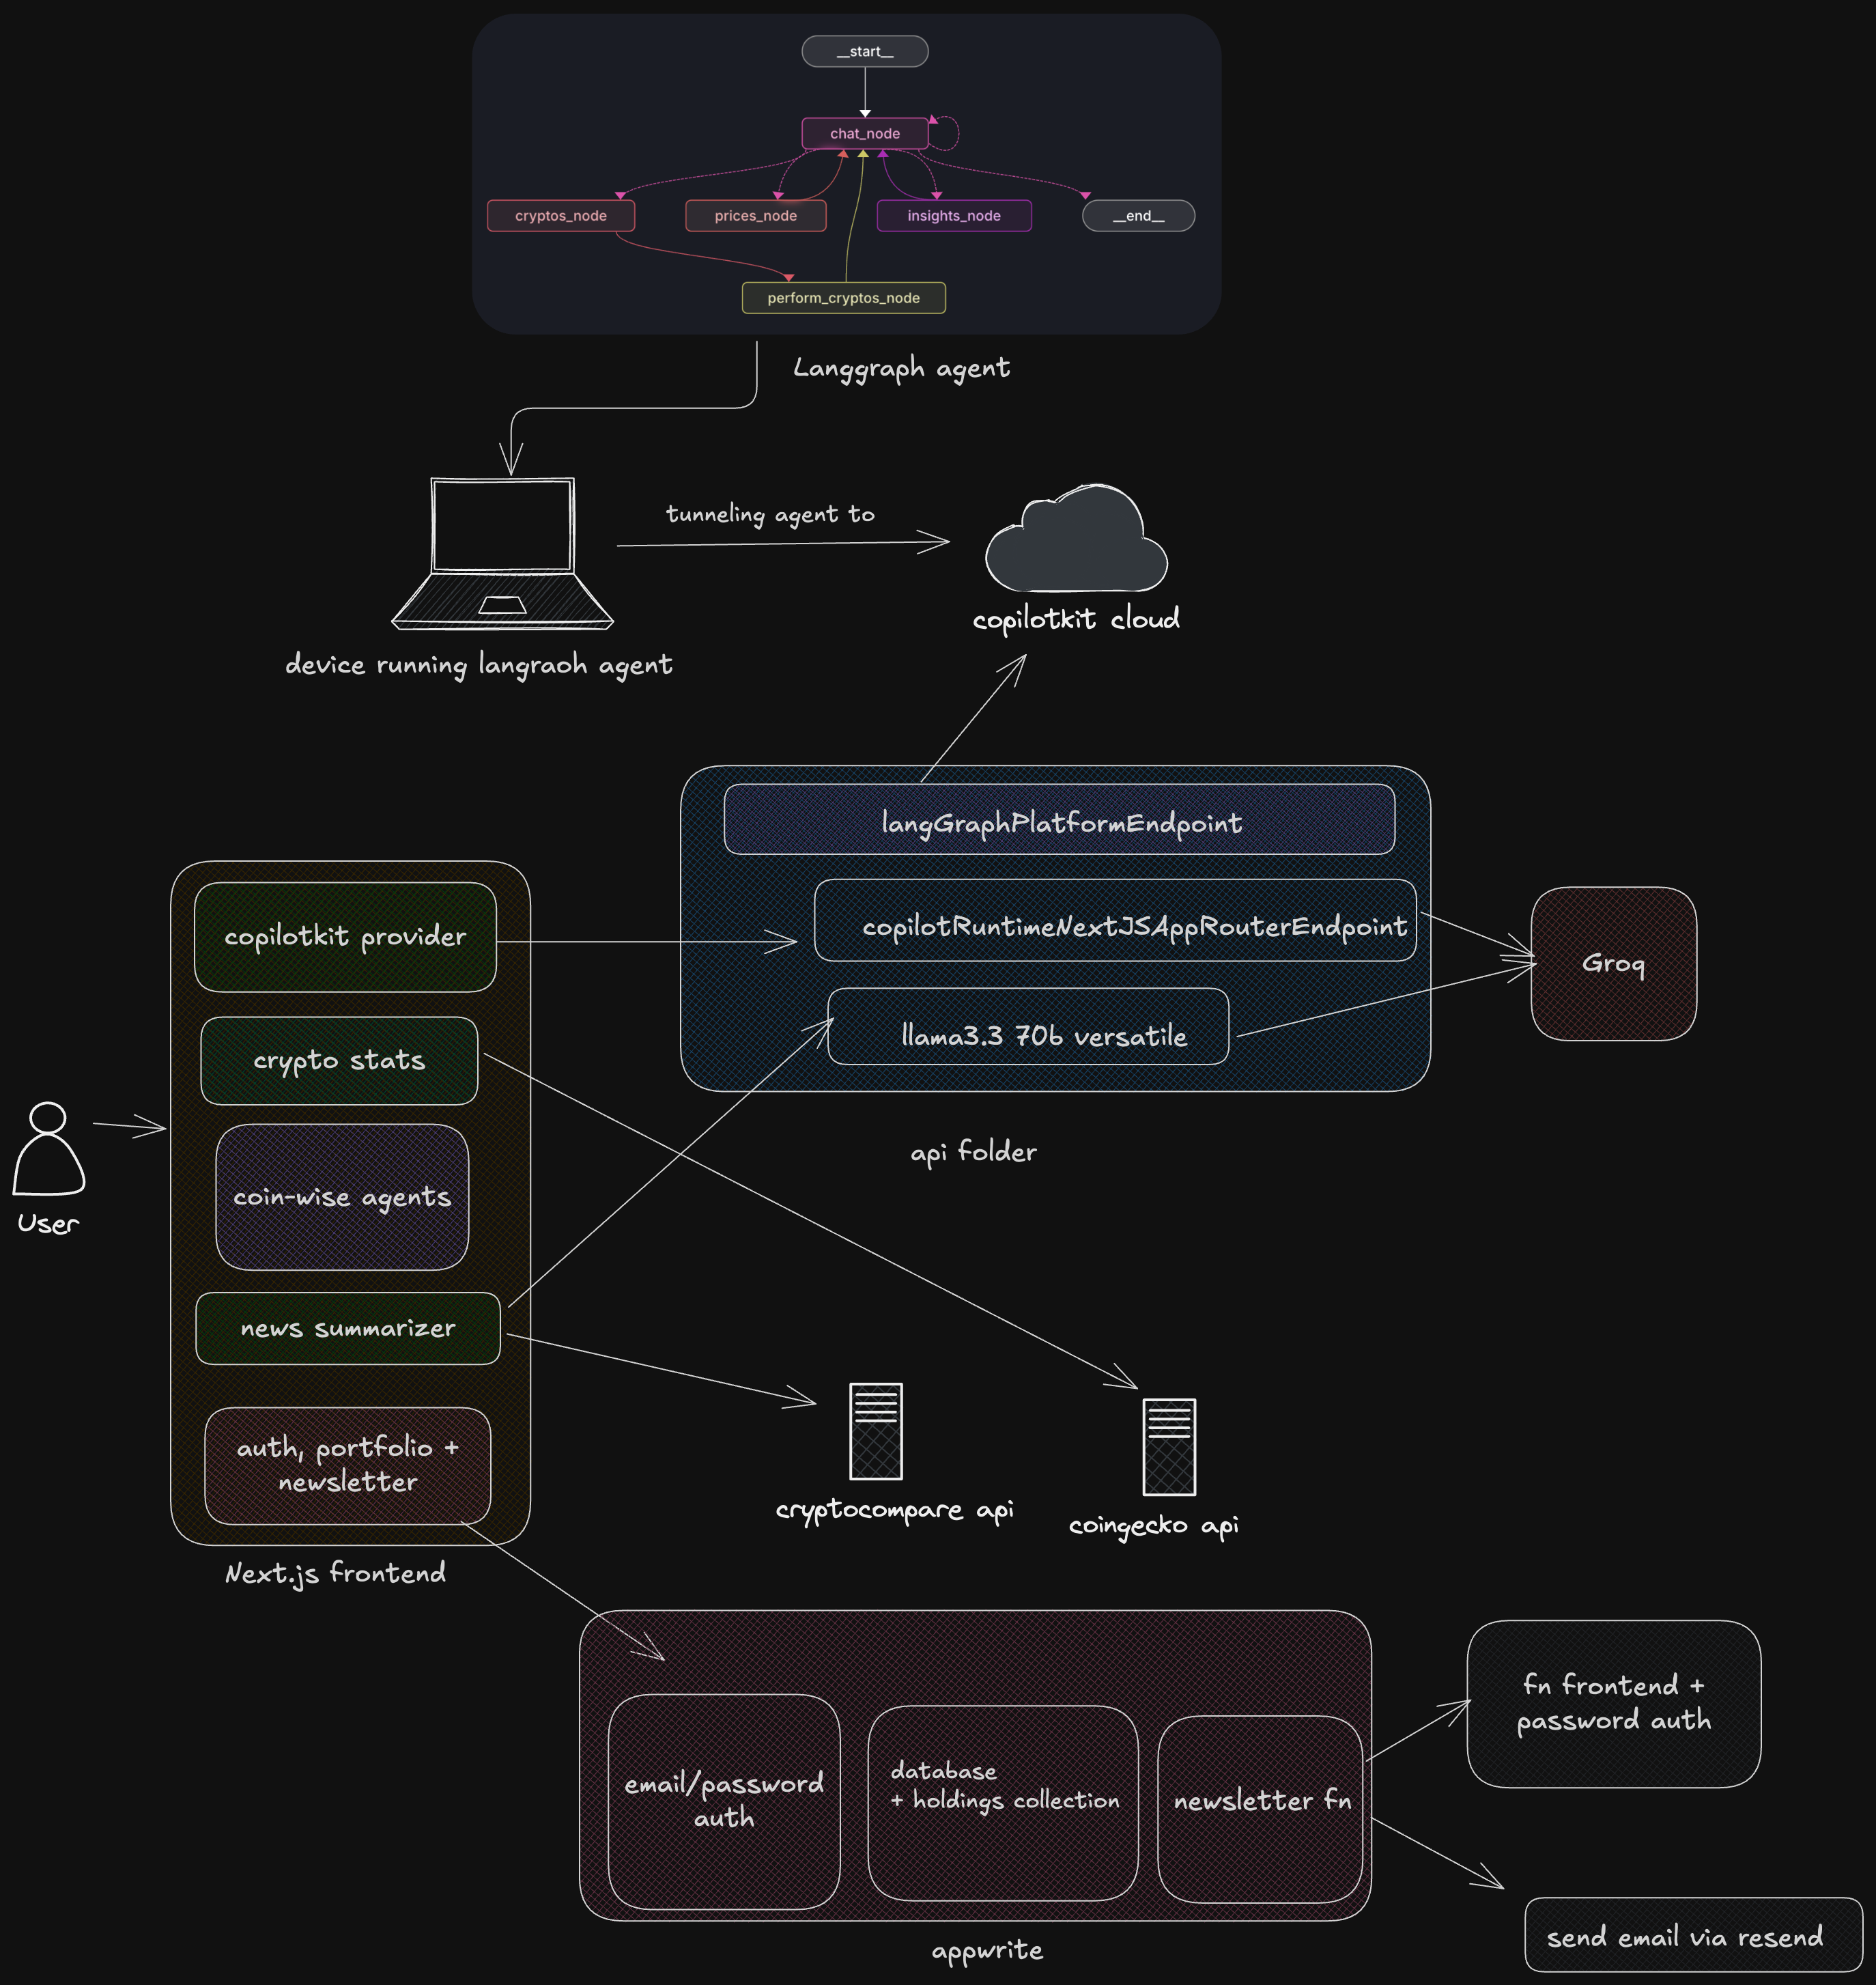 __start__
chat_node
cryptos_node
prices_node
insights_node
__end__
perform_cryptos_node
Langgraph agent
tunneling agent to
copilotkit cloud
device running langraoh agent
langGraphPlatformEndpoint
copilotkit provider
copilotRuntimeNextJSAppRouterEndpoint
Groq
llama3.3 70b versatile
crypto stats
api folder
coin-wise agents
User
news summarizer
auth, portfolio +
newsletter
cryptocompare api
coingecko api
Next.js frontend
fn frontend +
password auth
email/password
auth
database
+ holdings collection
newsletter fn
send email via resend
appwrite